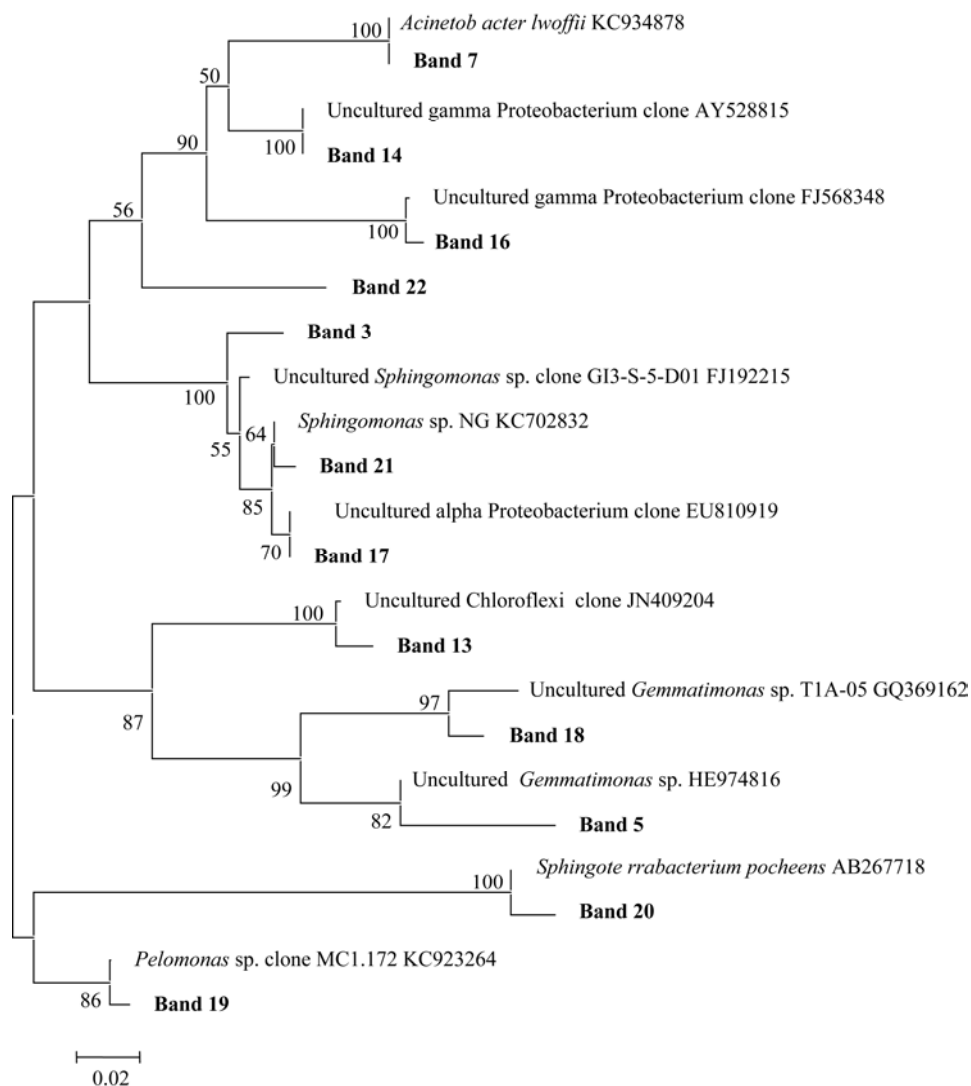 Acinetob acter lwoffii KC934878
100
Band 7
50
Uncultured gamma Proteobacterium clone AY528815
100
Band 14
90
Uncultured gamma Proteobacterium clone FJ568348
100
Band 16
56
Band 22
Band 3
Uncultured Sphingomonas sp. clone GI3-S-5-D01 FJ192215
100
Sphingomonas sp. NG KC702832
64
55
Band 21
85
Uncultured alpha Proteobacterium clone EU810919
70
Band 17
Uncultured Chloroflexi clone JN409204
100
Band 13
87
Uncultured Gemmatimonas sp. T1A-05 GQ369162
97
Band 18
99
Uncultured Gemmatimonas sp. HE974816
82
Band 5
Sphingote rrabacterium pocheens AB267718
100
Band 20
Pelomonas sp. clone MC1.172 KC923264
86
Band 19
0.02